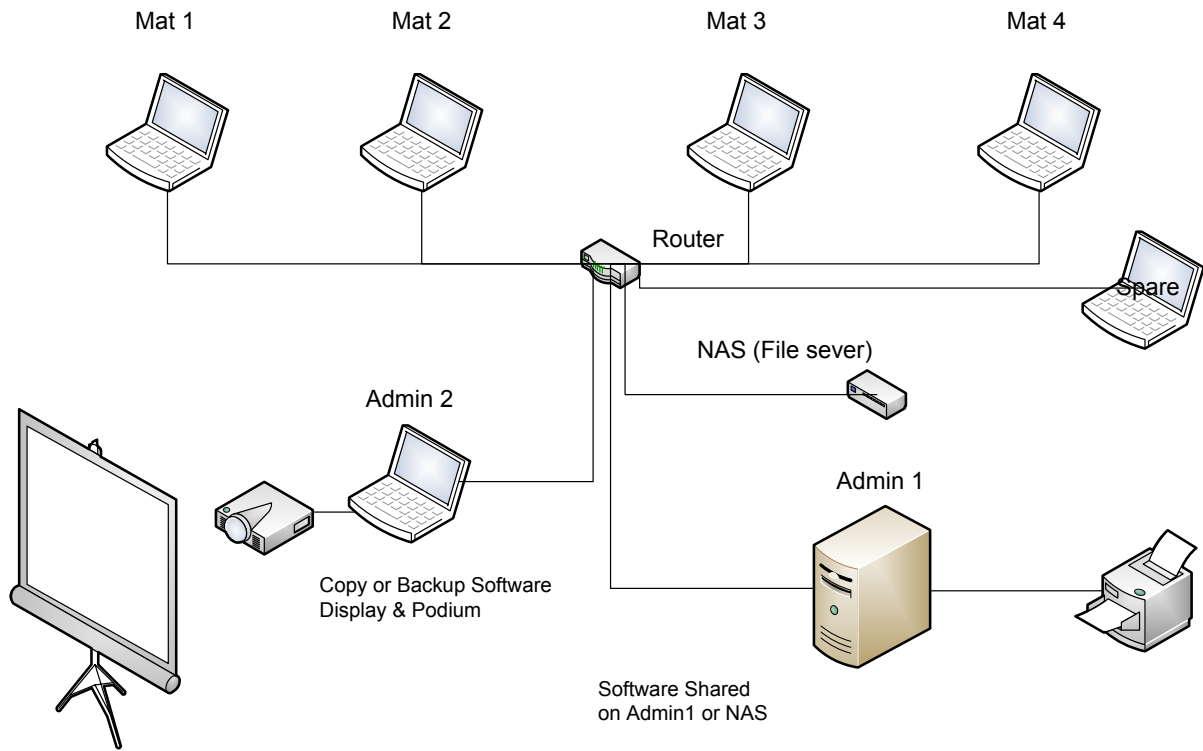 Mat 1
Mat 2
Mat 3
Mat 4
Router
Spare
NAS (File sever)
Admin 2
Admin 1
Copy or Backup Software
Display & Podium
Software Shared
on Admin1 or NAS